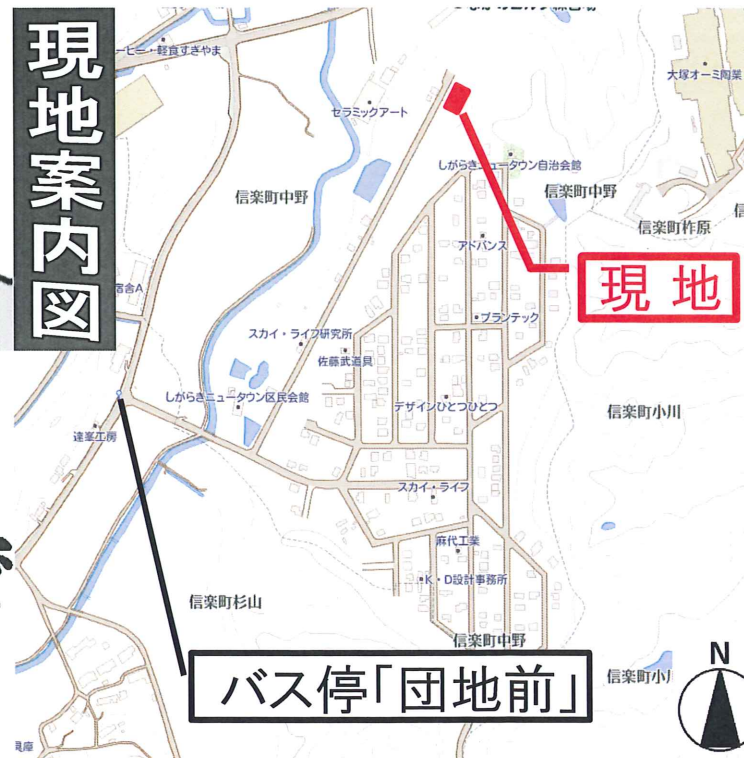 現地案内図
ーヒー・軽食すぎやま
セラミックアート
大塚オーミ陶業
しがらきニュータウン自治会館
信楽町中野
信楽町中野
信楽町柞原
アドバンス
現地
宿舎A
プランテック
スカイ・ライフ研究所
佐藤武道具
しがらきニュータウン区民会館
デザインひとつひとつ
信楽町小川
達峯工房
スカイ・ライフ
麻代工業
K・D設計事務所
信楽町杉山
信楽町中野
バス停「団地前」
信楽町小川
N